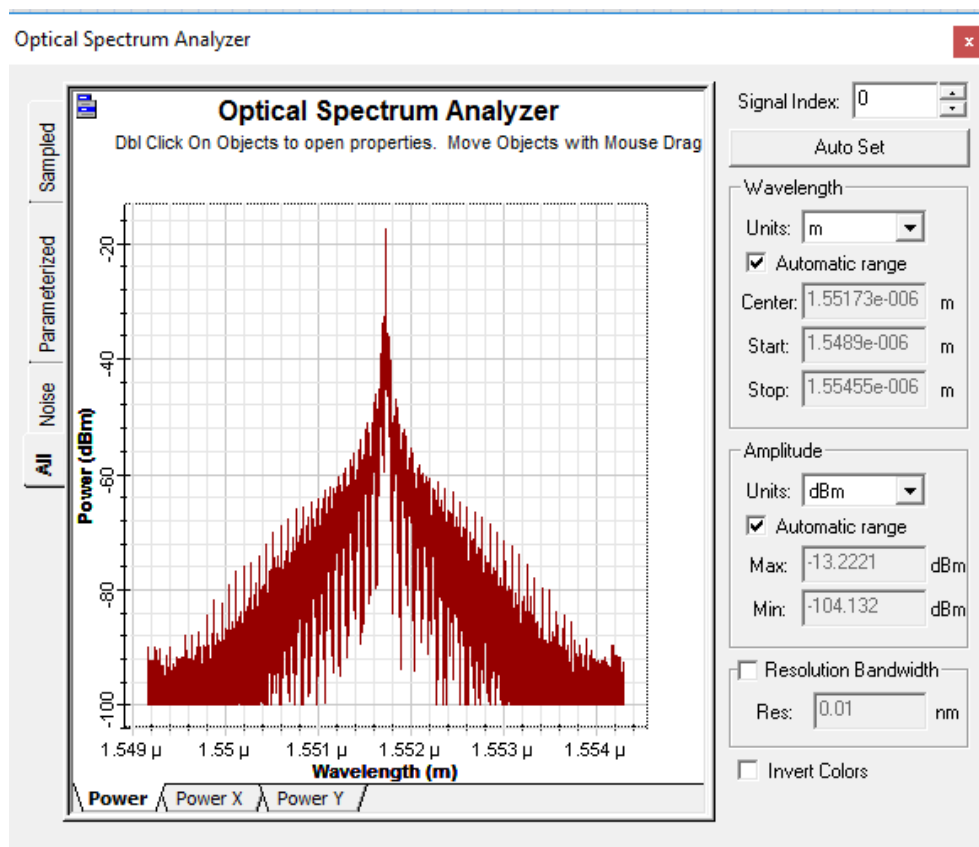 Optical Spectrum Analyzer
x
Sampled
Parameterized
Noise
All
Optical Spectrum Analyzer
Dbl Click On Objects to open properties. Move Objects with Mouse Drag
Power (dBm)
-20
-40
-60
-80
-100
1.549 µ 1.55 µ 1.551 µ 1.552 µ 1.553 µ 1.554 µ
Wavelength (m)
Power Power X Power Y
Signal Index: 0
Auto Set
Wavelength
Units: m
Automatic range
Center: 1.55173e-006 m
Start: 1.5489e-006 m
Stop: 1.55455e-006 m
Amplitude
Units: dBm
Automatic range
Max: -13.2221 dBm
Min: -104.132 dBm
Resolution Bandwidth
Res: 0.01 nm
Invert Colors